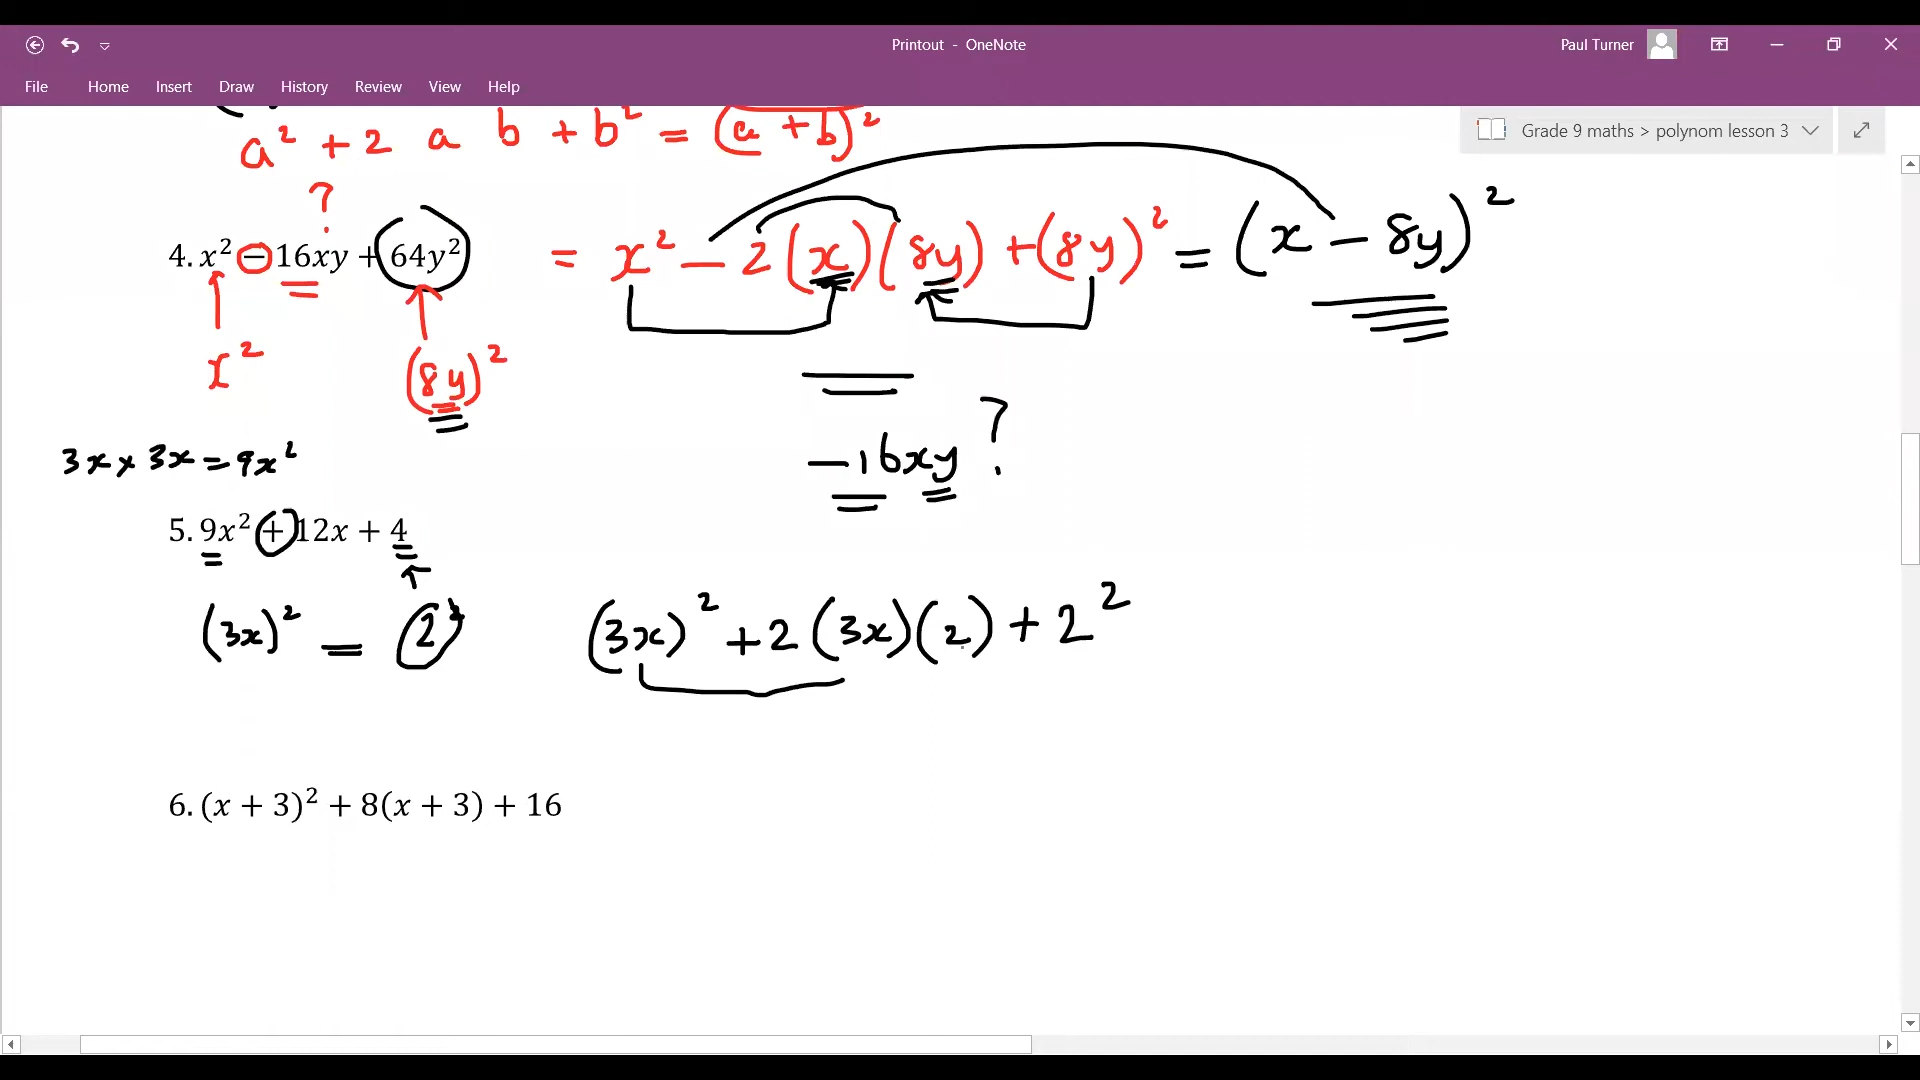 Printout - OneNote
Paul Turner
File Home Insert Draw History Review View Help
Grade 9 maths > polynom lesson 3
a² + 2 a b + b² = (a + b)²
?
4. x² − 16xy + 64y² = x² − 2(x)(8y) + (8y)² = (x − 8y)²
x² (8y)²
−16xy ?
3x × 3x = 9x²
5. 9x² + 12x + 4
(3x)² = 2² (3x)² + 2(3x)(2) + 2²
6. (x + 3)² + 8(x + 3) + 16